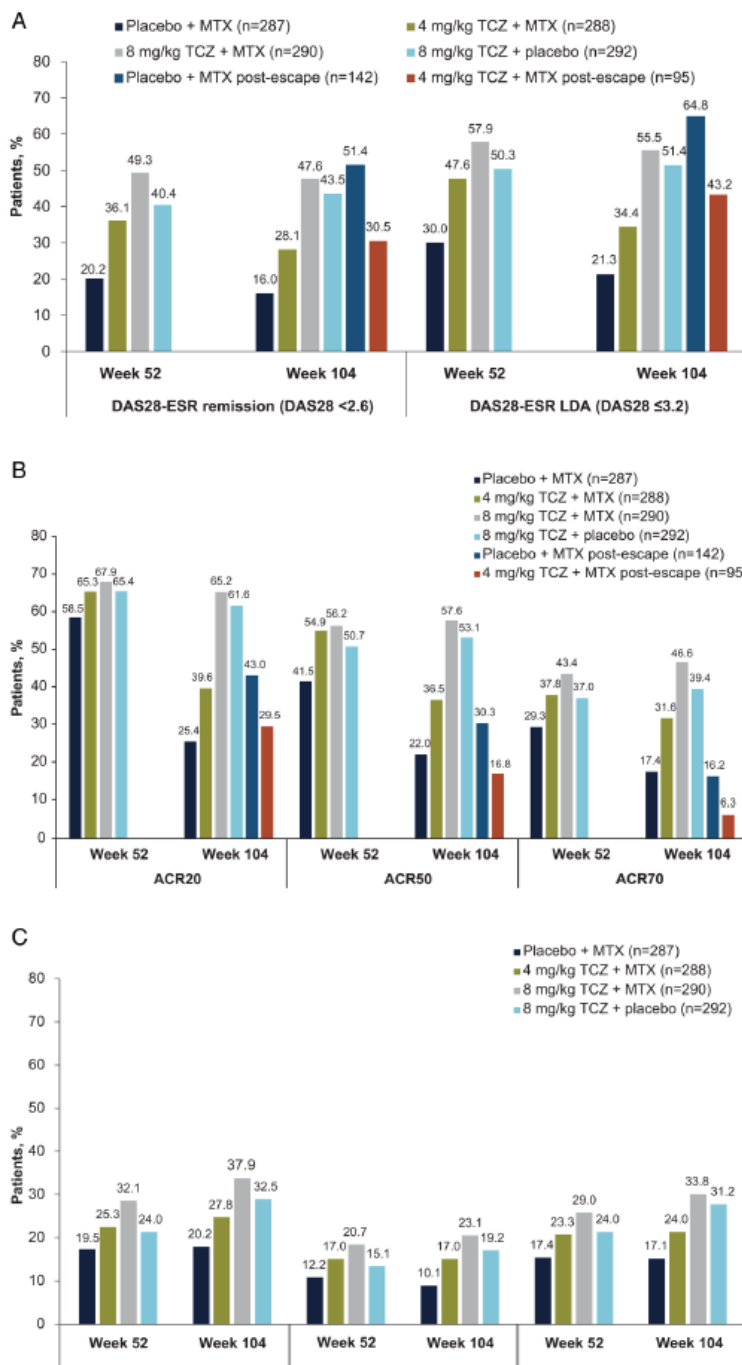 A
Placebo + MTX (n=287) 4 mg/kg TCZ + MTX (n=288)
8 mg/kg TCZ + MTX (n=290) 8 mg/kg TCZ + placebo (n=292)
Placebo + MTX post-escape (n=142) 4 mg/kg TCZ + MTX post-escape (n=95)
Patients, %
80
70
60
50
40
30
20
10
0
20.2 36.1 49.3 40.4
16.0 28.1 47.6 43.5 51.4 30.5
30.0 47.6 57.9 50.3
21.3 34.4 55.5 51.4 64.8 43.2
Week 52 Week 104 Week 52 Week 104
DAS28-ESR remission (DAS28 <2.6) DAS28-ESR LDA (DAS28 ≤3.2)
B
Placebo + MTX (n=287)
4 mg/kg TCZ + MTX (n=288)
8 mg/kg TCZ + MTX (n=290)
8 mg/kg TCZ + placebo (n=292)
Placebo + MTX post-escape (n=142)
4 mg/kg TCZ + MTX post-escape (n=95
Patients, %
80
70
60
50
40
30
20
10
0
58.5 65.3 67.9 65.4
25.4 39.6 65.2 61.6 43.0 29.5
41.5 54.9 56.2 50.7
22.0 36.5 57.6 53.1 30.3 16.8
29.3 37.8 43.4 37.0
17.4 31.6 46.6 39.4 16.2 6.3
Week 52 Week 104 Week 52 Week 104 Week 52 Week 104
ACR20 ACR50 ACR70
C
Placebo + MTX (n=287)
4 mg/kg TCZ + MTX (n=288)
8 mg/kg TCZ + MTX (n=290)
8 mg/kg TCZ + placebo (n=292)
Patients, %
80
70
60
50
40
30
20
10
0
19.5 25.3 32.1 24.0
20.2 27.8 37.9 32.5
12.2 17.0 20.7 15.1
10.1 17.0 23.1 19.2
17.4 23.3 29.0 24.0
17.1 24.0 33.8 31.2
Week 52 Week 104 Week 52 Week 104 Week 52 Week 104